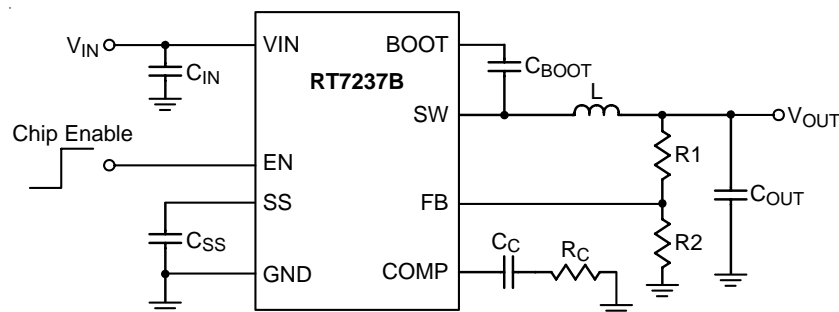 VIN
CIN
VIN
BOOT
RT7237B
CBOOT
SW
L
VOUT
Chip Enable
EN
R1
SS
FB
COUT
CSS
CC
RC
R2
GND
COMP